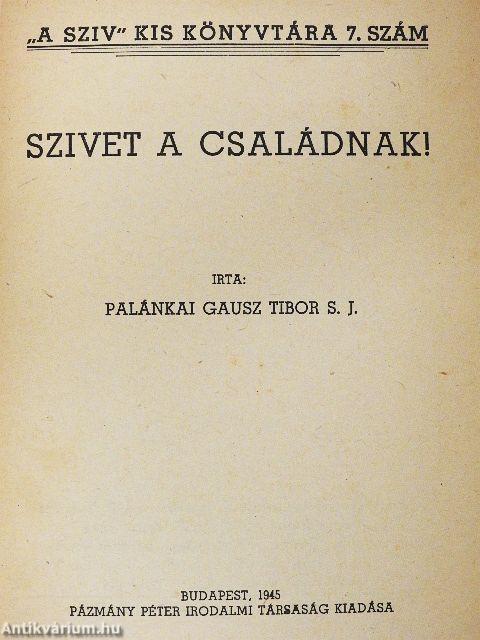 „A SZIV" KIS KÖNYVTÁRA 7. SZÁM
SZIVET A CSALÁDNAK!
IRTA:
PALÁNKAI GAUSZ TIBOR S. J.
BUDAPEST, 1945
PÁZMÁNY PÉTER IRODALMI TÁRSASÁG KIADÁSA
Antikvárium.hu